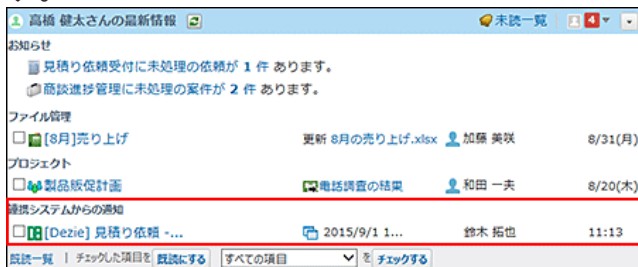 高橋 健太さんの最新情報 未読一覧 4
お知らせ
見積り依頼受付に未処理の依頼が 1 件 あります。
商談進捗管理に未処理の案件が 2 件 あります。
ファイル管理
[8月]売り上げ 更新 8月の売り上げ.xlsx 加藤 美咲 8/31(月)
プロジェクト
製品販促計画 電話調査の結果 和田 一夫 8/20(木)
連携システムからの通知
[Dezie] 見積り依頼 -... 2015/9/1 1... 鈴木 拓也 11:13
既読一覧 | チェックした項目を 既読にする すべての項目 を チェックする